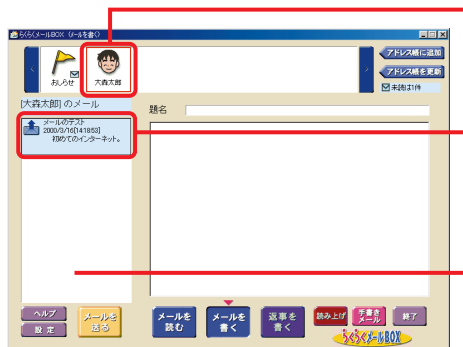 らくらくメールBOX (メールを書く)
おしらせ
大森太郎
アドレス帳に追加
アドレス帳を更新
未読は1件
[大森太郎] のメール
メールのテスト
2000/3/16[141853]
初めてのインターネット。
題名
ヘルプ
設定
メールを送る
メールを読む
メールを書く
返事を書く
読み上げ
手書きメール
終了
らくらくメールBOX